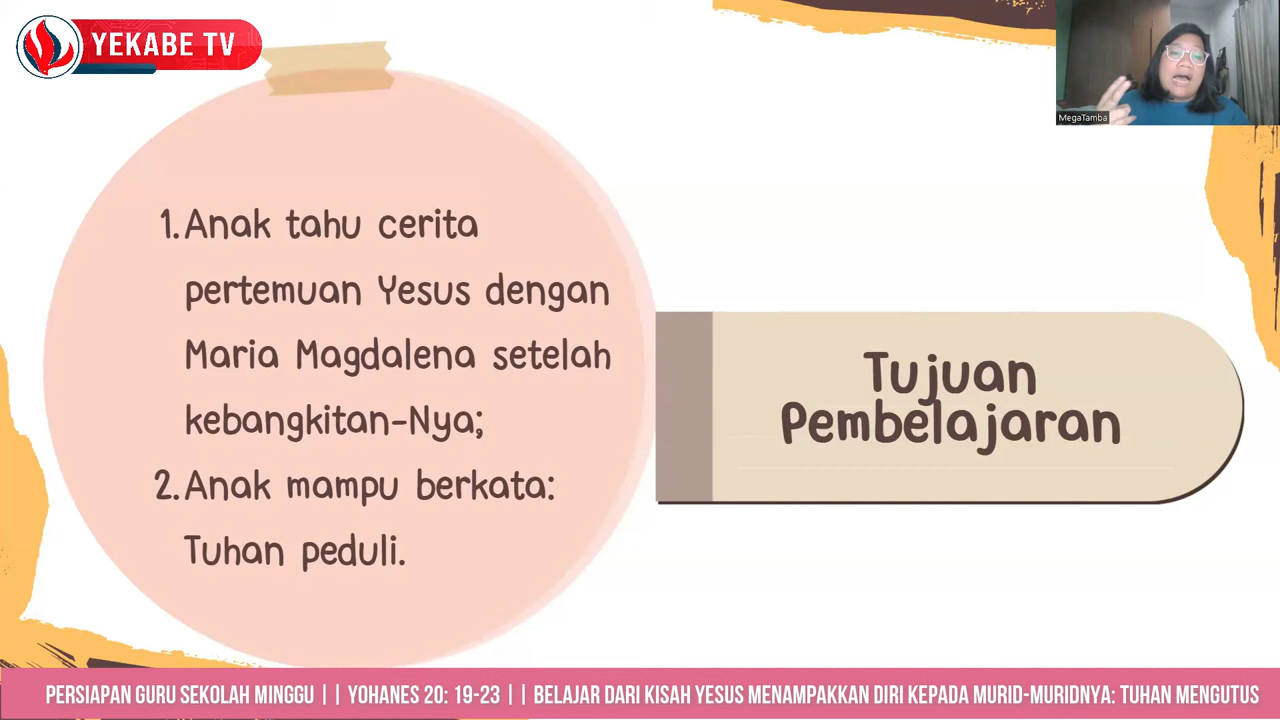 YEKABE TV
MegaTamba
1. Anak tahu cerita
pertemuan Yesus dengan
Maria Magdalena setelah
kebangkitan-Nya;
2. Anak mampu berkata:
Tuhan peduli.
Tujuan
Pembelajaran
PERSIAPAN GURU SEKOLAH MINGGU || YOHANES 20: 19-23 || BELAJAR DARI KISAH YESUS MENAMPAKKAN DIRI KEPADA MURID-MURIDNYA: TUHAN MENGUTUS